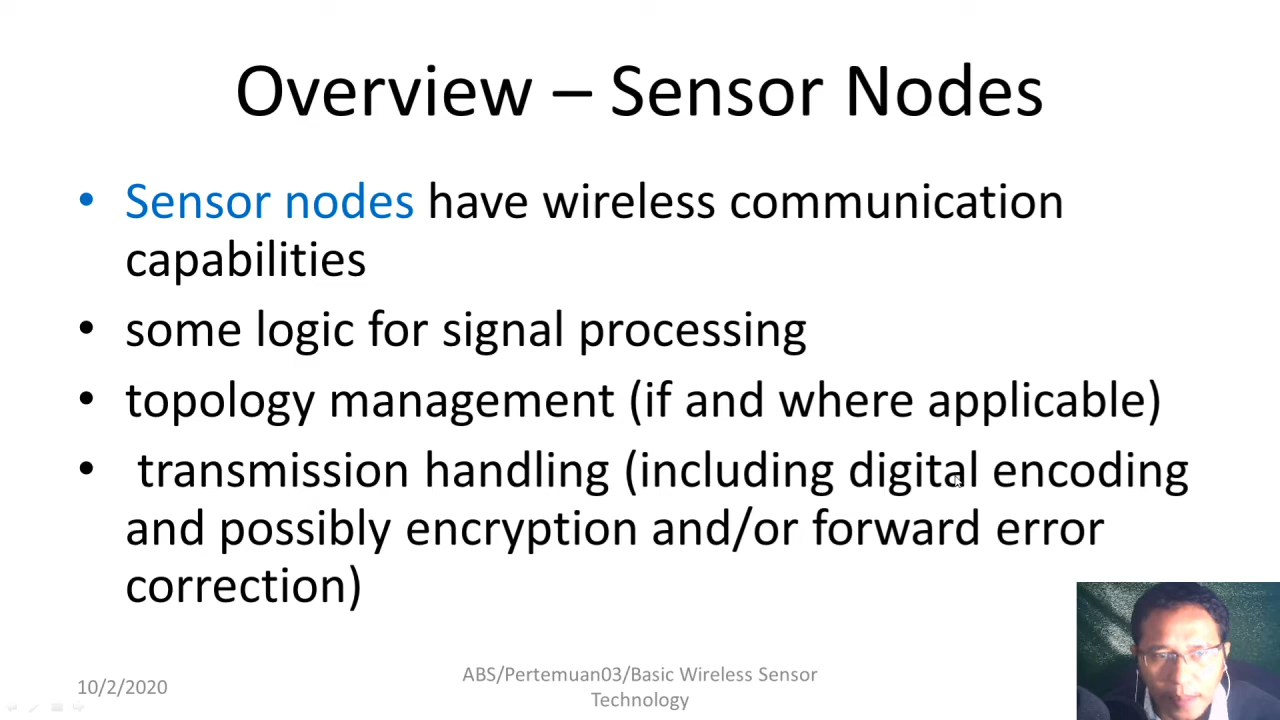 Overview – Sensor Nodes
• Sensor nodes have wireless communication
capabilities
• some logic for signal processing
• topology management (if and where applicable)
• transmission handling (including digital encoding
and possibly encryption and/or forward error
correction)
10/2/2020
ABS/Pertemuan03/Basic Wireless Sensor
Technology